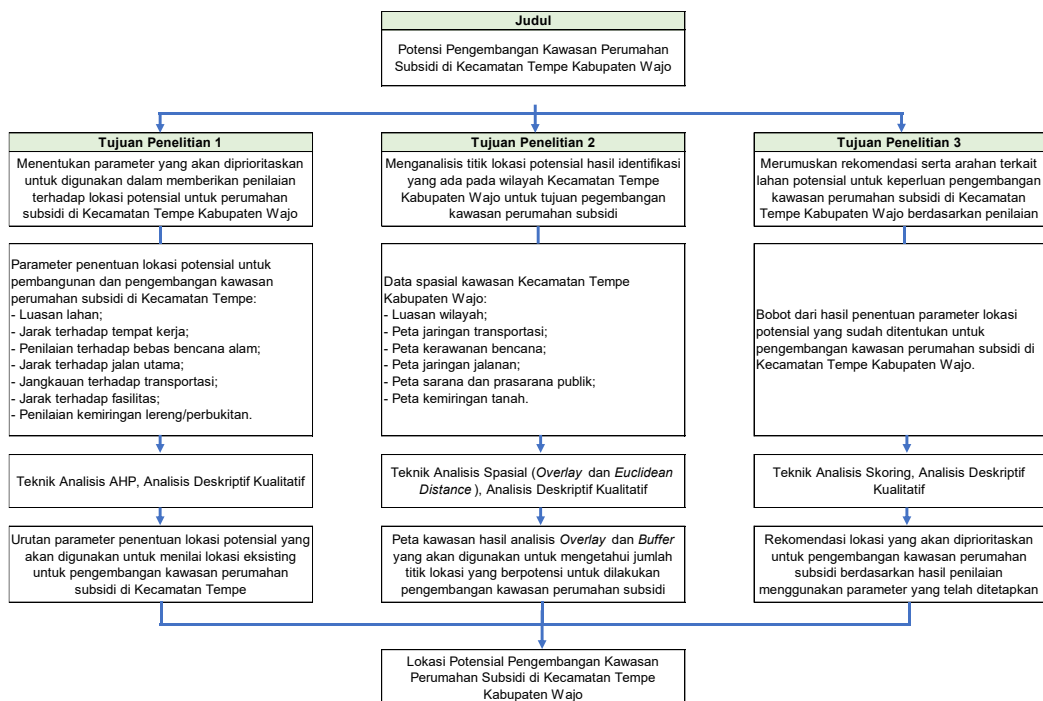 Judul
Potensi Pengembangan Kawasan Perumahan
Subsidi di Kecamatan Tempe Kabupaten Wajo
Tujuan Penelitian 1
Menentukan parameter yang akan diprioritaskan
untuk digunakan dalam memberikan penilaian
terhadap lokasi potensial untuk perumahan
subsidi di Kecamatan Tempe Kabupaten Wajo
Tujuan Penelitian 2
Menganalisis titik lokasi potensial hasil identifikasi
yang ada pada wilayah Kecamatan Tempe
Kabupaten Wajo untuk tujuan pegembangan
kawasan perumahan subsidi
Tujuan Penelitian 3
Merumuskan rekomendasi serta arahan terkait
lahan potensial untuk keperluan pengembangan
kawasan perumahan subsidi di Kecamatan
Tempe Kabupaten Wajo berdasarkan penilaian
Parameter penentuan lokasi potensial untuk
pembangunan dan pengembangan kawasan
perumahan subsidi di Kecamatan Tempe:
- Luasan lahan;
- Jarak terhadap tempat kerja;
- Penilaian terhadap bebas bencana alam;
- Jarak terhadap jalan utama;
- Jangkauan terhadap transportasi;
- Jarak terhadap fasilitas;
- Penilaian kemiringan lereng/perbukitan.
Data spasial kawasan Kecamatan Tempe
Kabupaten Wajo:
- Luasan wilayah;
- Peta jaringan transportasi;
- Peta kerawanan bencana;
- Peta jaringan jalanan;
- Peta sarana dan prasarana publik;
- Peta kemiringan tanah.
Bobot dari hasil penentuan parameter lokasi
potensial yang sudah ditentukan untuk
pengembangan kawasan perumahan subsidi di
Kecamatan Tempe Kabupaten Wajo.
Teknik Analisis AHP, Analisis Deskriptif Kualitatif
Teknik Analisis Spasial (Overlay dan Euclidean
Distance ), Analisis Deskriptif Kualitatif
Teknik Analisis Skoring, Analisis Deskriptif
Kualitatif
Urutan parameter penentuan lokasi potensial yang
akan digunakan untuk menilai lokasi eksisting
untuk pengembangan kawasan perumahan
subsidi di Kecamatan Tempe
Peta kawasan hasil analisis Overlay dan Buffer
yang akan digunakan untuk mengetahui jumlah
titik lokasi yang berpotensi untuk dilakukan
pengembangan kawasan perumahan subsidi
Rekomendasi lokasi yang akan diprioritaskan
untuk pengembangan kawasan perumahan
subsidi berdasarkan hasil penilaian
menggunakan parameter yang telah ditetapkan
Lokasi Potensial Pengembangan Kawasan
Perumahan Subsidi di Kecamatan Tempe
Kabupaten Wajo